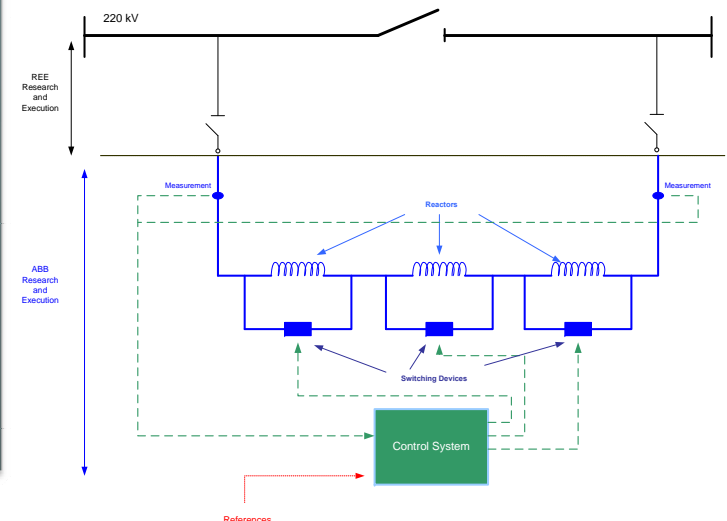 220 kV
REE
Research
and
Execution
Measurement
Measurement
Reactors
ABB
Research
and
Execution
Switching Devices
Control System
References